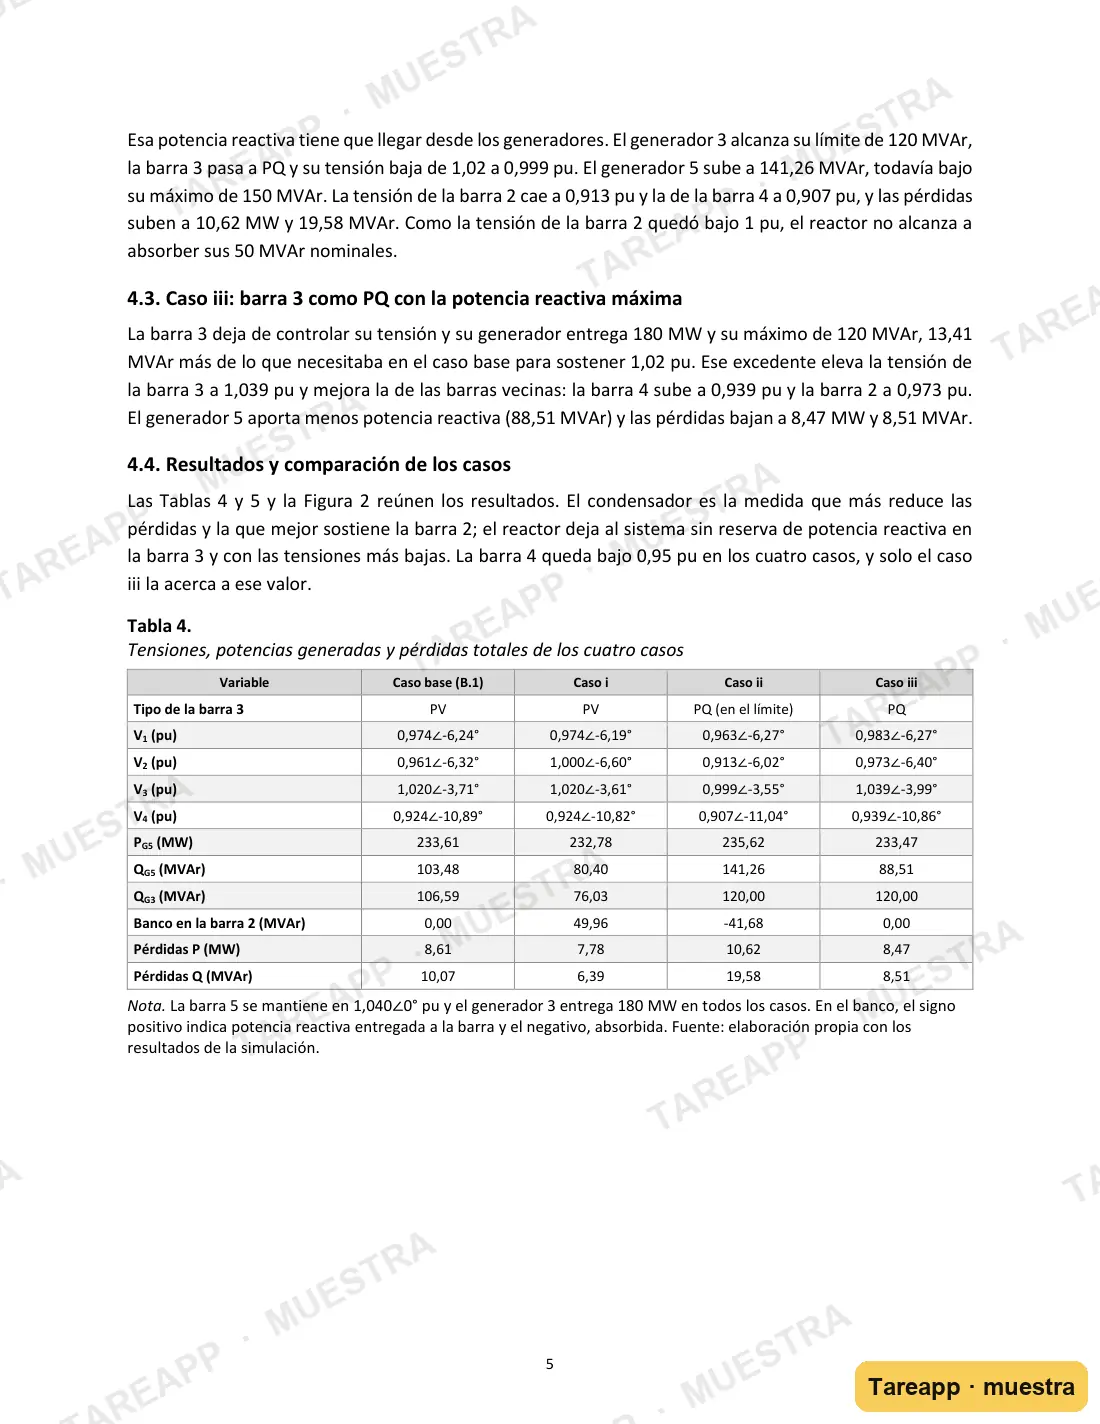 Esa potencia reactiva tiene que llegar desde los generadores. El generador 3 alcanza su límite de 120 MVAr,
la barra 3 pasa a PQ y su tensión baja de 1,02 a 0,999 pu. El generador 5 sube a 141,26 MVAr, todavía bajo
su máximo de 150 MVAr. La tensión de la barra 2 cae a 0,913 pu y la de la barra 4 a 0,907 pu, y las pérdidas
suben a 10,62 MW y 19,58 MVAr. Como la tensión de la barra 2 quedó bajo 1 pu, el reactor no alcanza a
absorber sus 50 MVAr nominales.
4.3. Caso iii: barra 3 como PQ con la potencia reactiva máxima
La barra 3 deja de controlar su tensión y su generador entrega 180 MW y su máximo de 120 MVAr, 13,41
MVAr más de lo que necesitaba en el caso base para sostener 1,02 pu. Ese excedente eleva la tensión de
la barra 3 a 1,039 pu y mejora la de las barras vecinas: la barra 4 sube a 0,939 pu y la barra 2 a 0,973 pu.
El generador 5 aporta menos potencia reactiva (88,51 MVAr) y las pérdidas bajan a 8,47 MW y 8,51 MVAr.
4.4. Resultados y comparación de los casos
Las Tablas 4 y 5 y la Figura 2 reúnen los resultados. El condensador es la medida que más reduce las
pérdidas y la que mejor sostiene la barra 2; el reactor deja al sistema sin reserva de potencia reactiva en
la barra 3 y con las tensiones más bajas. La barra 4 queda bajo 0,95 pu en los cuatro casos, y solo el caso
iii la acerca a ese valor.
Tabla 4.
Tensiones, potencias generadas y pérdidas totales de los cuatro casos
Variable Caso base (B.1) Caso i Caso ii Caso iii
Tipo de la barra 3 PV PV PQ (en el límite) PQ
V₁ (pu) 0,974∠-6,24° 0,974∠-6,19° 0,963∠-6,27° 0,983∠-6,27°
V₂ (pu) 0,961∠-6,32° 1,000∠-6,60° 0,913∠-6,02° 0,973∠-6,40°
V₃ (pu) 1,020∠-3,71° 1,020∠-3,61° 0,999∠-3,55° 1,039∠-3,99°
V₄ (pu) 0,924∠-10,89° 0,924∠-10,82° 0,907∠-11,04° 0,939∠-10,86°
PG5 (MW) 233,61 232,78 235,62 233,47
QG5 (MVAr) 103,48 80,40 141,26 88,51
QG3 (MVAr) 106,59 76,03 120,00 120,00
Banco en la barra 2 (MVAr) 0,00 49,96 -41,68 0,00
Pérdidas P (MW) 8,61 7,78 10,62 8,47
Pérdidas Q (MVAr) 10,07 6,39 19,58 8,51
Nota. La barra 5 se mantiene en 1,040∠0° pu y el generador 3 entrega 180 MW en todos los casos. En el banco, el signo
positivo indica potencia reactiva entregada a la barra y el negativo, absorbida. Fuente: elaboración propia con los
resultados de la simulación.
5
Tareapp · muestra
TAREAPP · MUESTRA